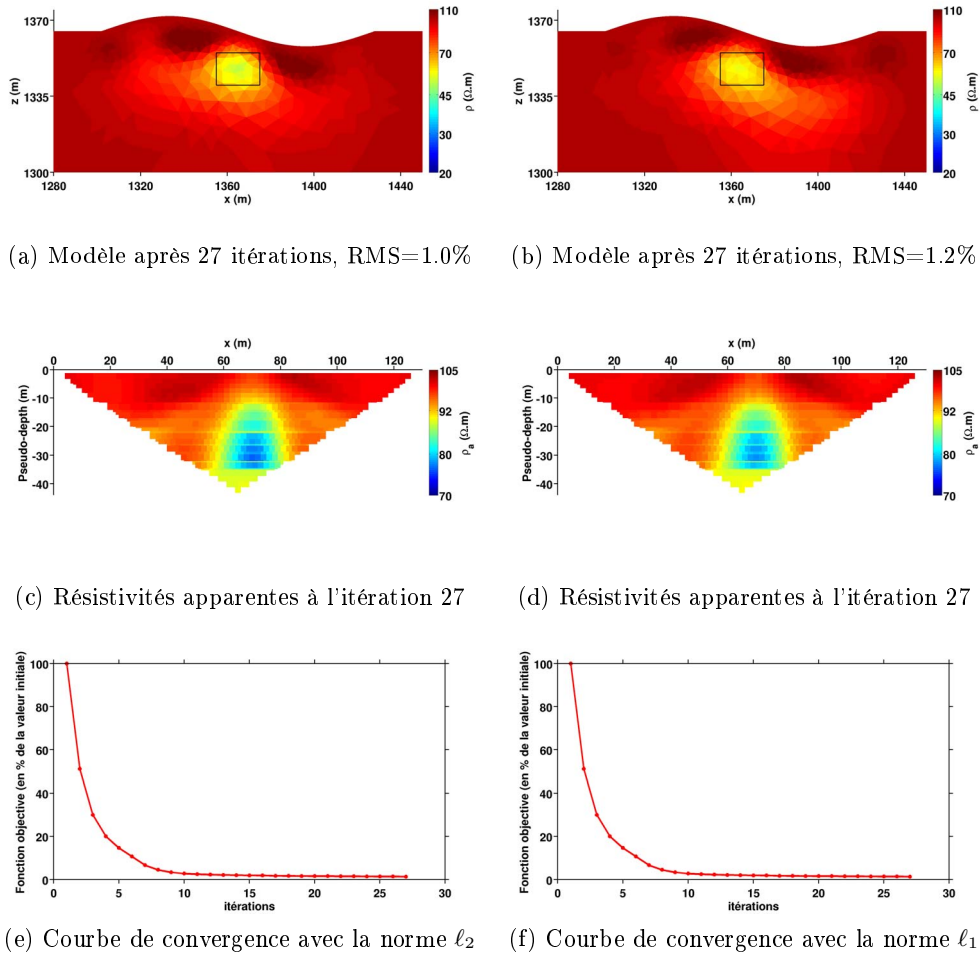 1370
1335
1300
z (m)
1280 1320 1360 1400 1440
x (m)
110
70
45
30
20
ρ (Ω.m)
1370
1335
1300
z (m)
1280 1320 1360 1400 1440
x (m)
110
70
45
30
20
ρ (Ω.m)
(a) Modèle après 27 itérations, RMS=1.0%
(b) Modèle après 27 itérations, RMS=1.2%
x (m)
0 20 40 60 80 100 120
0
-10
-20
-30
-40
Pseudo-depth (m)
105
92
80
70
ρa (Ω.m)
x (m)
0 20 40 60 80 100 120
0
-10
-20
-30
-40
Pseudo-depth (m)
105
92
80
70
ρa (Ω.m)
(c) Résistivités apparentes à l'itération 27
(d) Résistivités apparentes à l'itération 27
Fonction objective (en % de la valeur initiale)
100
80
60
40
20
0
0 5 10 15 20 25 30
itérations
Fonction objective (en % de la valeur initiale)
100
80
60
40
20
0
0 5 10 15 20 25 30
itérations
(e) Courbe de convergence avec la norme ℓ2
(f) Courbe de convergence avec la norme ℓ1